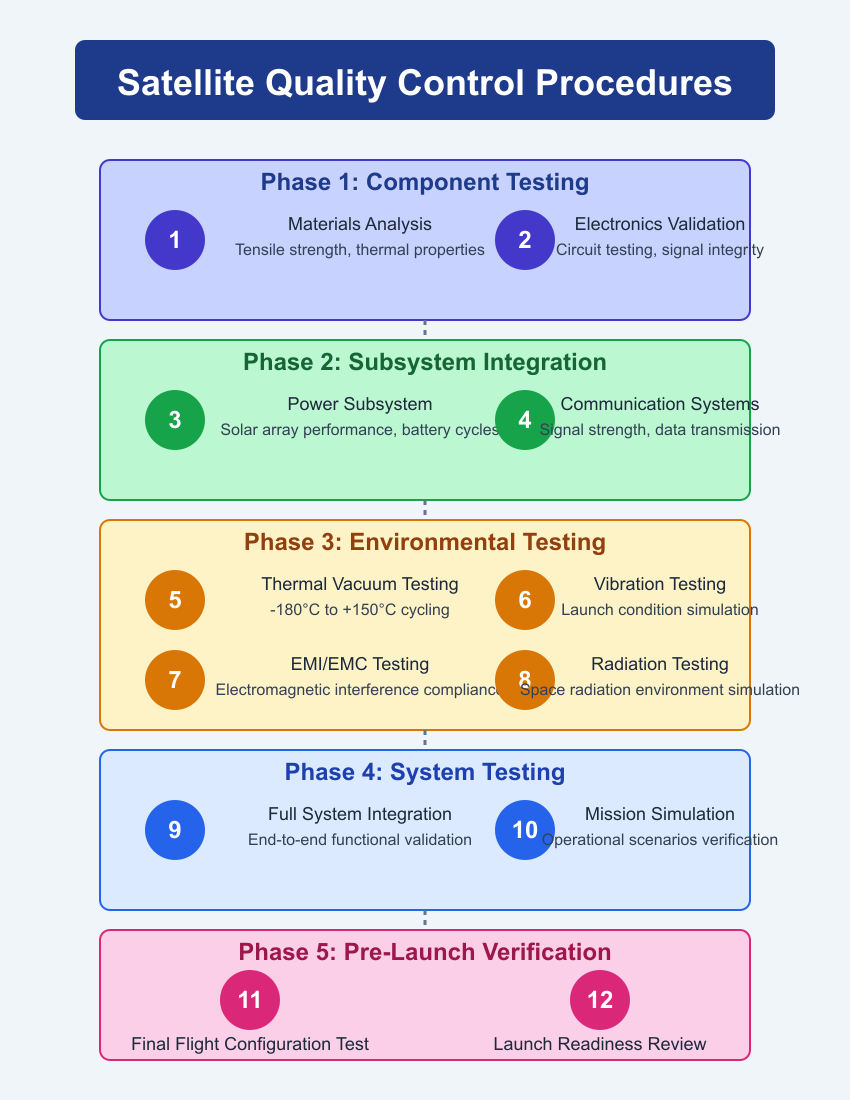 Satellite Quality Control Procedures
Phase 1: Component Testing
1
Materials Analysis
Tensile strength, thermal properties
2
Electronics Validation
Circuit testing, signal integrity
Phase 2: Subsystem Integration
3
Power Subsystem
Solar array performance, battery cycles
4
Communication Systems
Signal strength, data transmission
Phase 3: Environmental Testing
5
Thermal Vacuum Testing
-180°C to +150°C cycling
6
Vibration Testing
Launch condition simulation
7
EMI/EMC Testing
Electromagnetic interference compliance
8
Radiation Testing
Space radiation environment simulation
Phase 4: System Testing
9
Full System Integration
End-to-end functional validation
10
Mission Simulation
Operational scenarios verification
Phase 5: Pre-Launch Verification
11
Final Flight Configuration Test
12
Launch Readiness Review